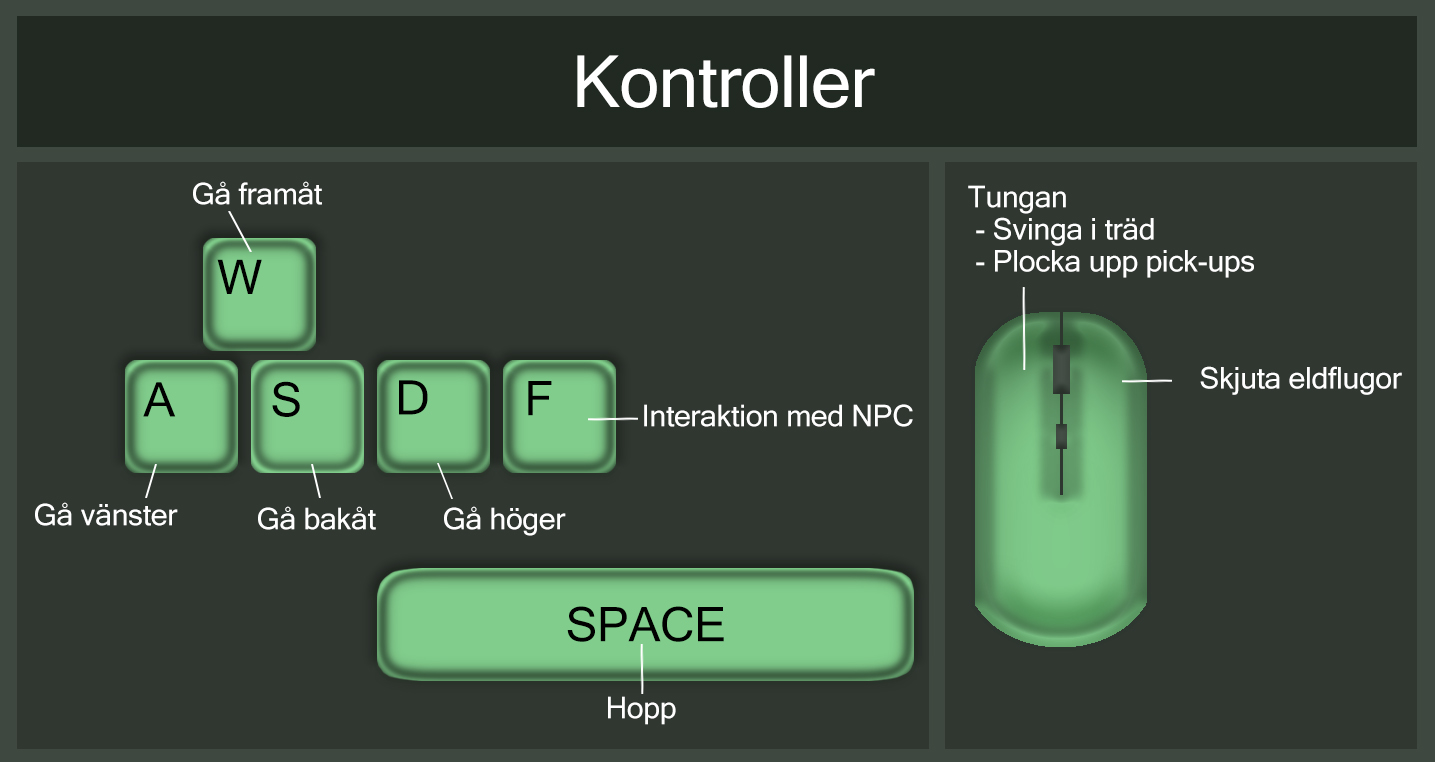 Kontroller
Gå framåt
W
A
S
D
F
Interaktion med NPC
Gå vänster
Gå bakåt
Gå höger
SPACE
Hopp
Tungan
- Svinga i träd
- Plocka upp pick-ups
Skjuta eldflugor